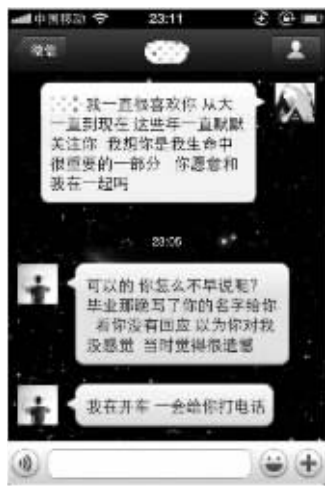 中国移动 23:11
微信
我一直很喜欢你 从大
一直到现在 这些年一直默默
关注你 我想你是我生命中
很重要的一部分 你愿意和
我在一起吗
23:05
可以的 你怎么不早说呢?
毕业那晚写了你的名字给你
看你没有回应 以为你对我
没感觉 当时觉得很遗憾
我在开车 一会给你打电话